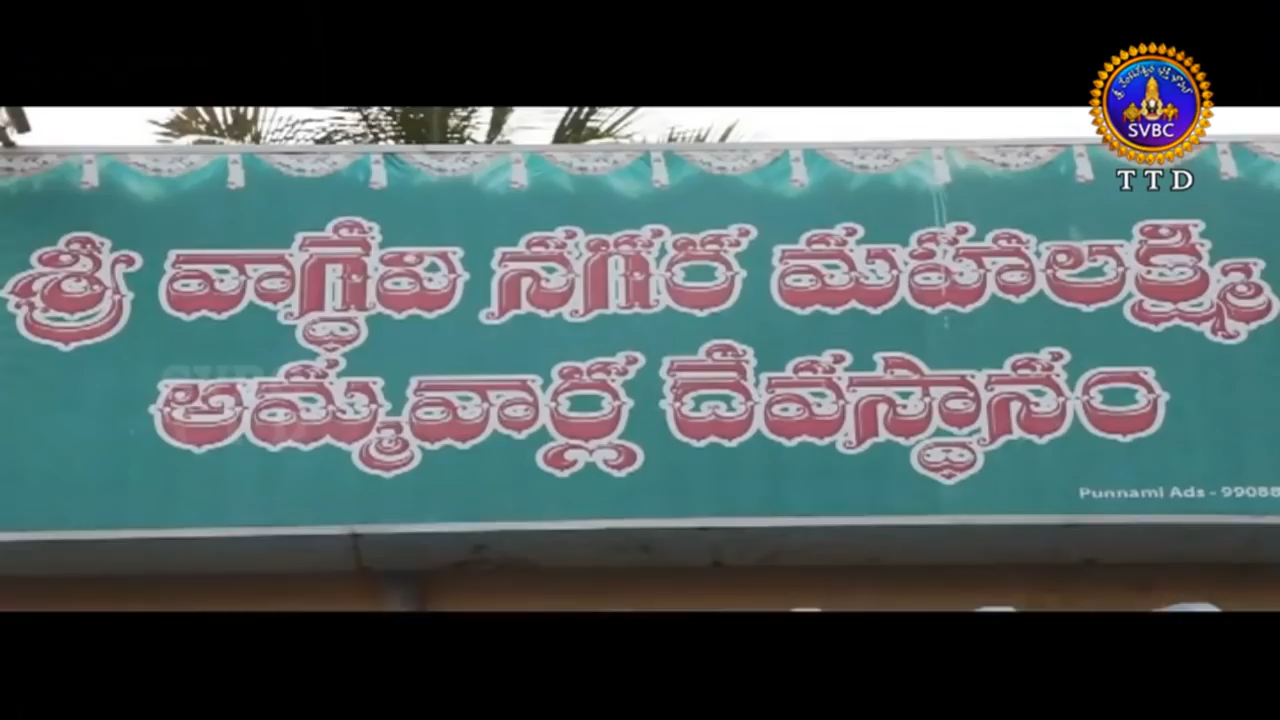 SVBC
TTD
శ్రీ వాగ్దేవి నగర మహాలక్ష్మి
అమ్మవార్ల దేవస్థానం
Punnami Ads - 99088